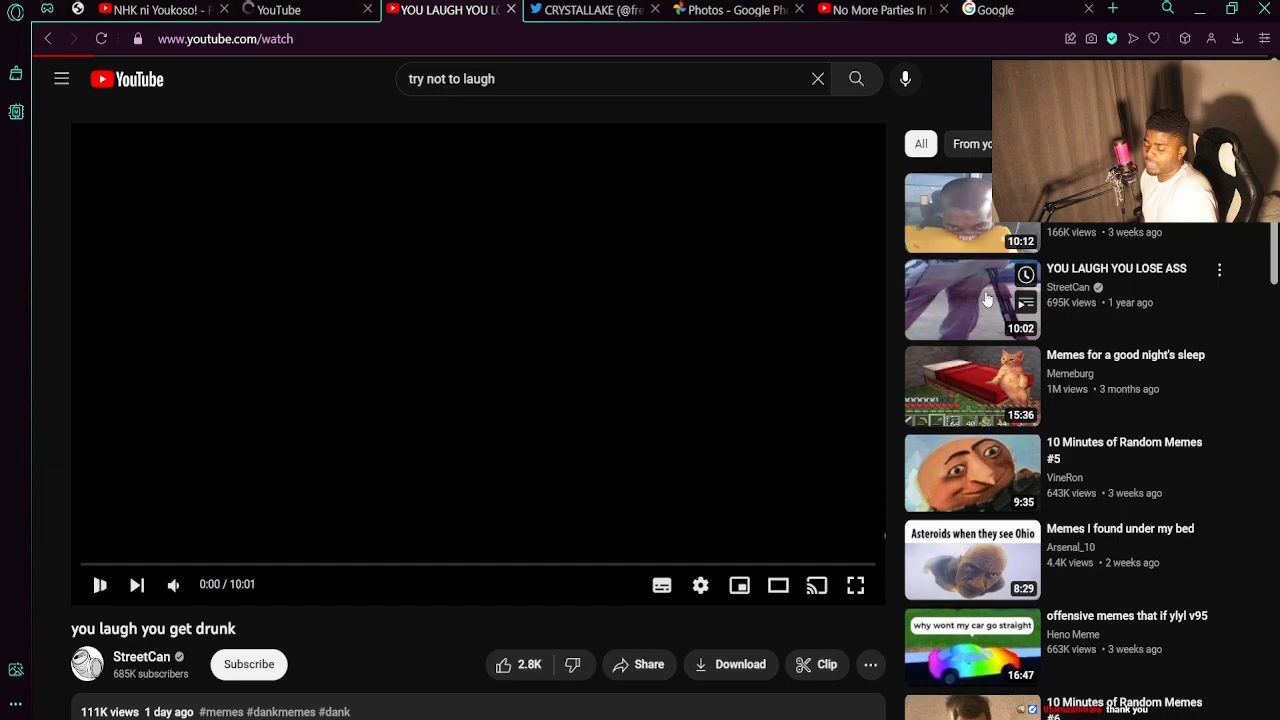 NHK ni Youkoso! - P
YouTube
YOU LAUGH YOU LO
CRYSTALLAKE (@fre
Photos - Google Ph
No More Parties In L
Google
www.youtube.com/watch
YouTube
try not to laugh
All
From yo
10:12
166K views • 3 weeks ago
YOU LAUGH YOU LOSE ASS
StreetCan
695K views • 1 year ago
10:02
Memes for a good night's sleep
Memeburg
1M views • 3 months ago
15:36
10 Minutes of Random Memes
#5
VineRon
643K views • 3 weeks ago
9:35
Asteroids when they see Ohio
Memes I found under my bed
Arsenal_10
4.4K views • 2 weeks ago
8:29
0:00 / 10:01
why wont my car go straight
offensive memes that if ylyl v95
Heno Meme
663K views • 3 weeks ago
16:47
you laugh you get drunk
StreetCan
685K subscribers
Subscribe
2.8K
Share
Download
Clip
10 Minutes of Random Memes
#6
thank you
111K views 1 day ago #memes #dankmemes #dank